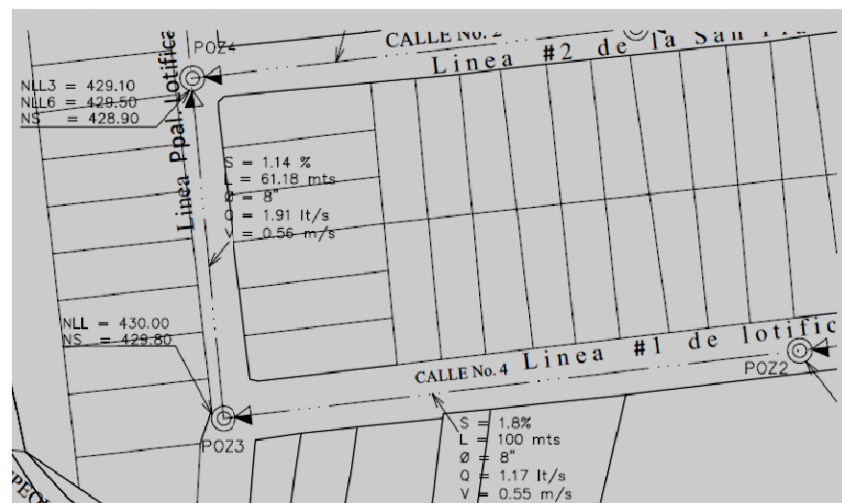 POZ4
CALLE No. 2
Linea #2 de la San
NLL3 = 429.10
NLL6 = 429.50
NS = 428.90
Linea Ppal. Lotifica
S = 1.14 %
L = 61.18 mts
Ø = 8"
Q = 1.91 lt/s
V = 0.56 m/s
NLL = 430.00
NS = 429.80
Linea #1 de lotific
CALLE No. 4
POZ2
POZ3
S = 1.8%
L = 100 mts
Ø = 8"
Q = 1.17 lt/s
V = 0.55 m/s